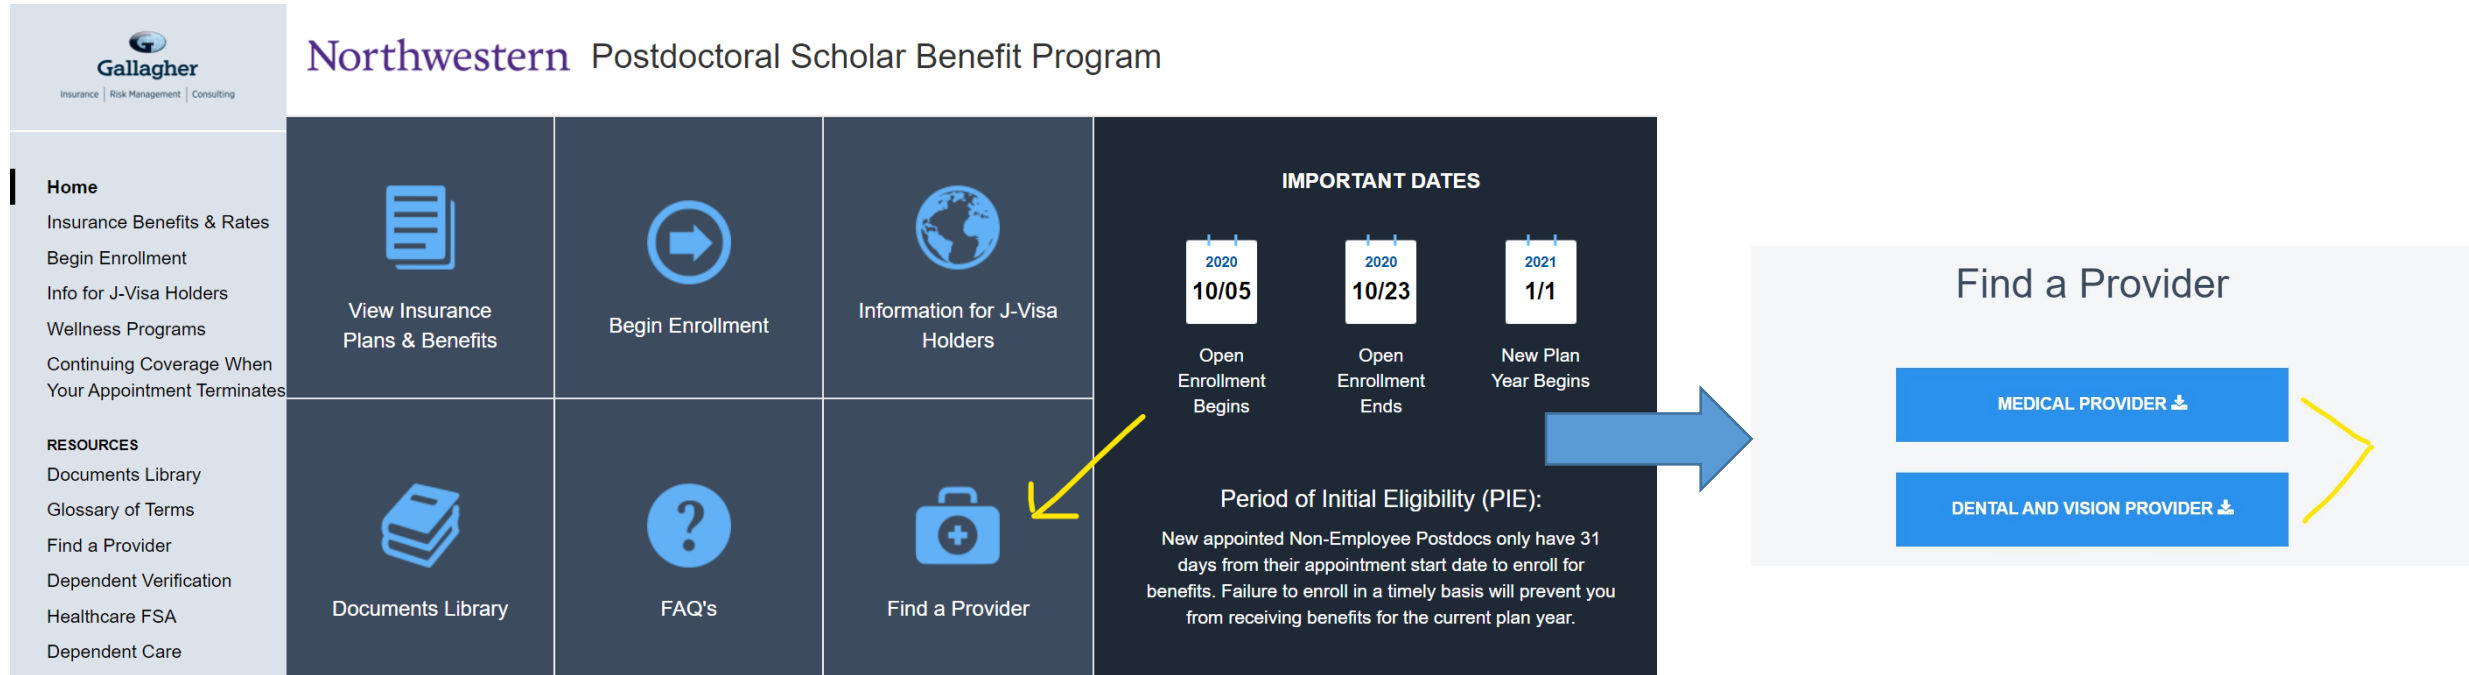 Gallagher
Insurance | Risk Management | Consulting
Northwestern Postdoctoral Scholar Benefit Program
Home
Insurance Benefits & Rates
Begin Enrollment
Info for J-Visa Holders
Wellness Programs
Continuing Coverage When
Your Appointment Terminates
RESOURCES
Documents Library
Glossary of Terms
Find a Provider
Dependent Verification
Healthcare FSA
Dependent Care
View Insurance
Plans & Benefits
Begin Enrollment
Information for J-Visa
Holders
Documents Library
?
FAQ's
Find a Provider
IMPORTANT DATES
2020
10/05
Open
Enrollment
Begins
2020
10/23
Open
Enrollment
Ends
2021
1/1
New Plan
Year Begins
Period of Initial Eligibility (PIE):
New appointed Non-Employee Postdocs only have 31
days from their appointment start date to enroll for
benefits. Failure to enroll in a timely basis will prevent you
from receiving benefits for the current plan year.
Find a Provider
MEDICAL PROVIDER
DENTAL AND VISION PROVIDER